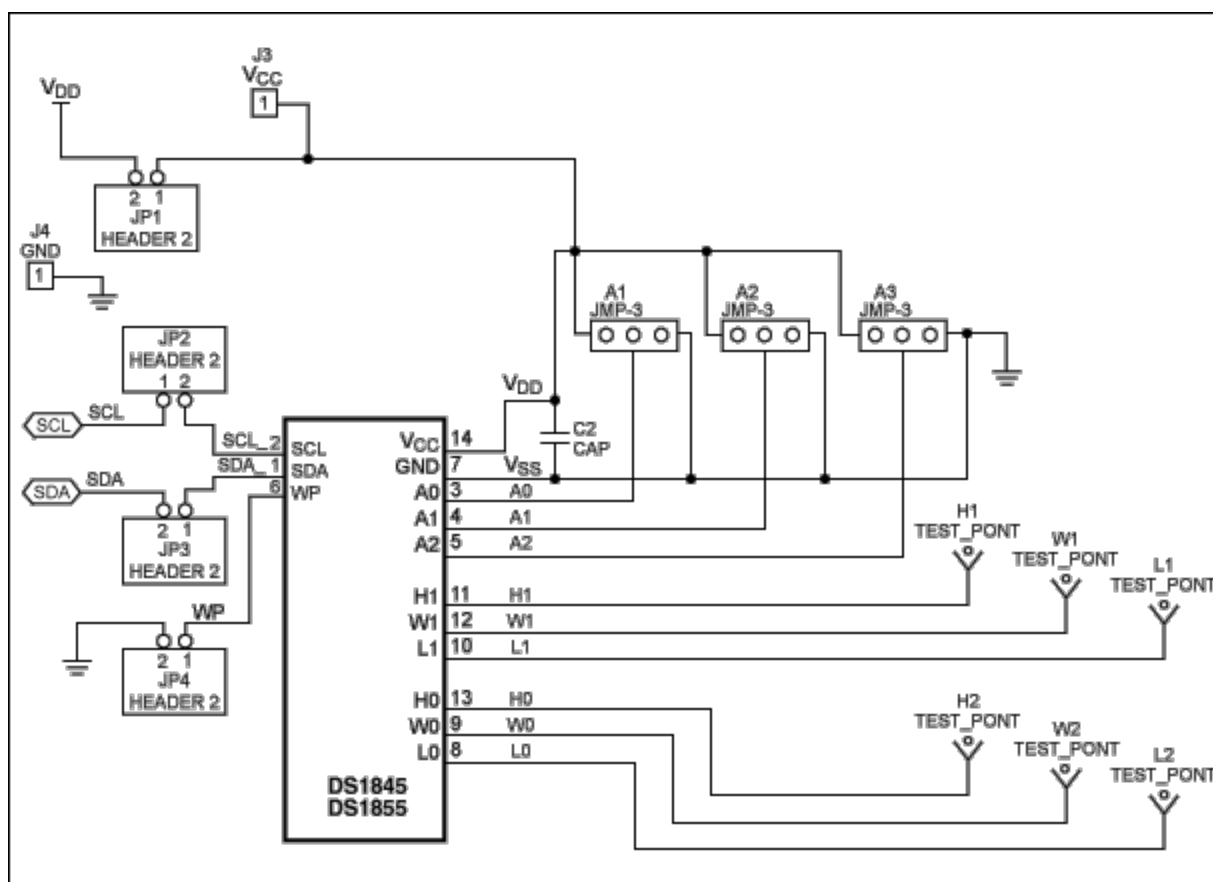 J3
VCC
1
VDD
2 1
JP1
HEADER 2
J4
GND
1
A1
JMP-3
A2
JMP-3
A3
JMP-3
JP2
HEADER 2
1 2
SCL
SCL
SCL_2
SCL
SDA
SDA
SDA_1
SDA
6
WP
2 1
JP3
HEADER 2
WP
2 1
JP4
HEADER 2
VDD
C2
CAP
VCC 14
GND 7 VSS
A0 3 A0
A1 4 A1
A2 5 A2
H1 11 H1
W1 12 W1
L1 10 L1
H0 13 H0
W0 9 W0
L0 8 L0
DS1845
DS1855
H1
TEST_PONT
W1
TEST_PONT
L1
TEST_PONT
H2
TEST_PONT
W2
TEST_PONT
L2
TEST_PONT